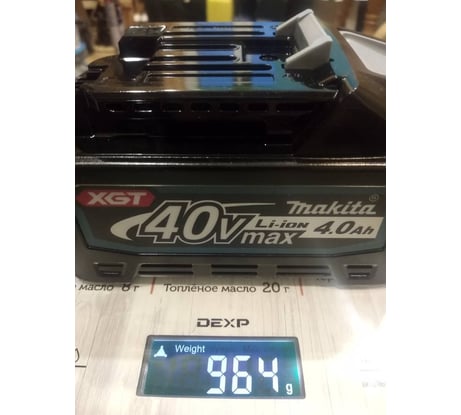 XGT 40V max Li-ion makita® 4.0Ah
масло 8 г Топлёное масло 20 г
DEXP
Weight
964 g